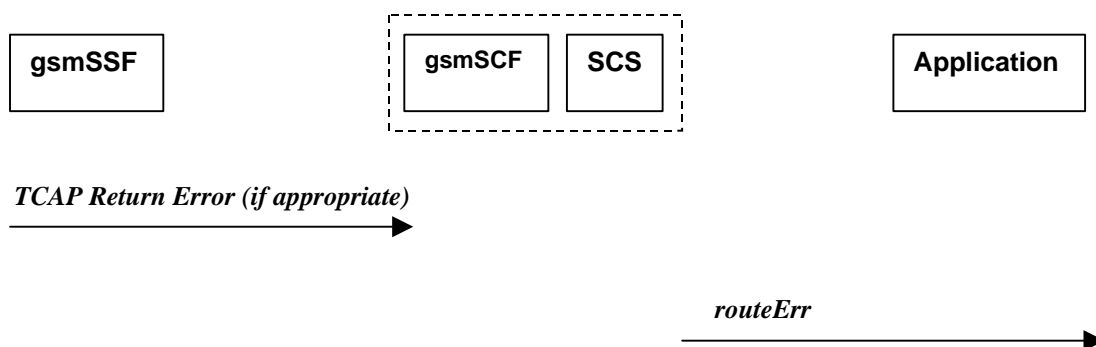 gsmSSF
gsmSCF
SCS
Application
TCAP Return Error (if appropriate)
routeErr